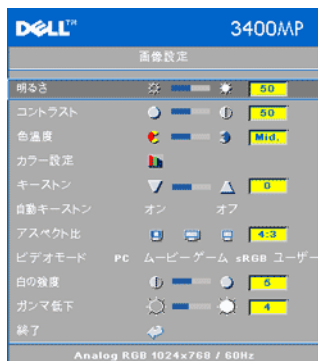 DELL™ 3400MP
画像設定
明るさ 50
コントラスト 50
色温度 Mid.
カラー設定
キーストン 0
自動キーストン オン オフ
アスペクト比 4:3
ビデオモード PC ムービー ゲーム sRGB ユーザー
白の強度 5
ガンマ低下 4
終了
Analog RGB 1024x768 / 60Hz